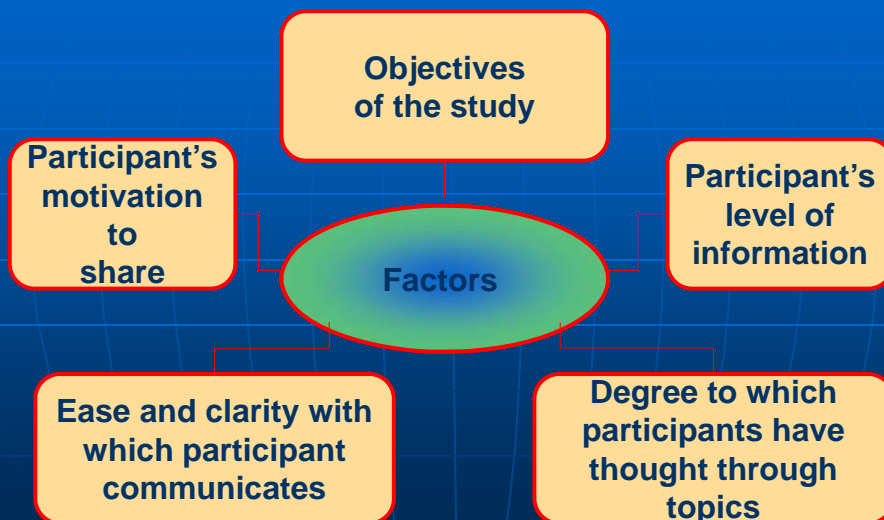 Objectives
of the study
Participant’s
motivation
to
share
Participant’s
level of
information
Factors
Ease and clarity with
which participant
communicates
Degree to which
participants have
thought through
topics